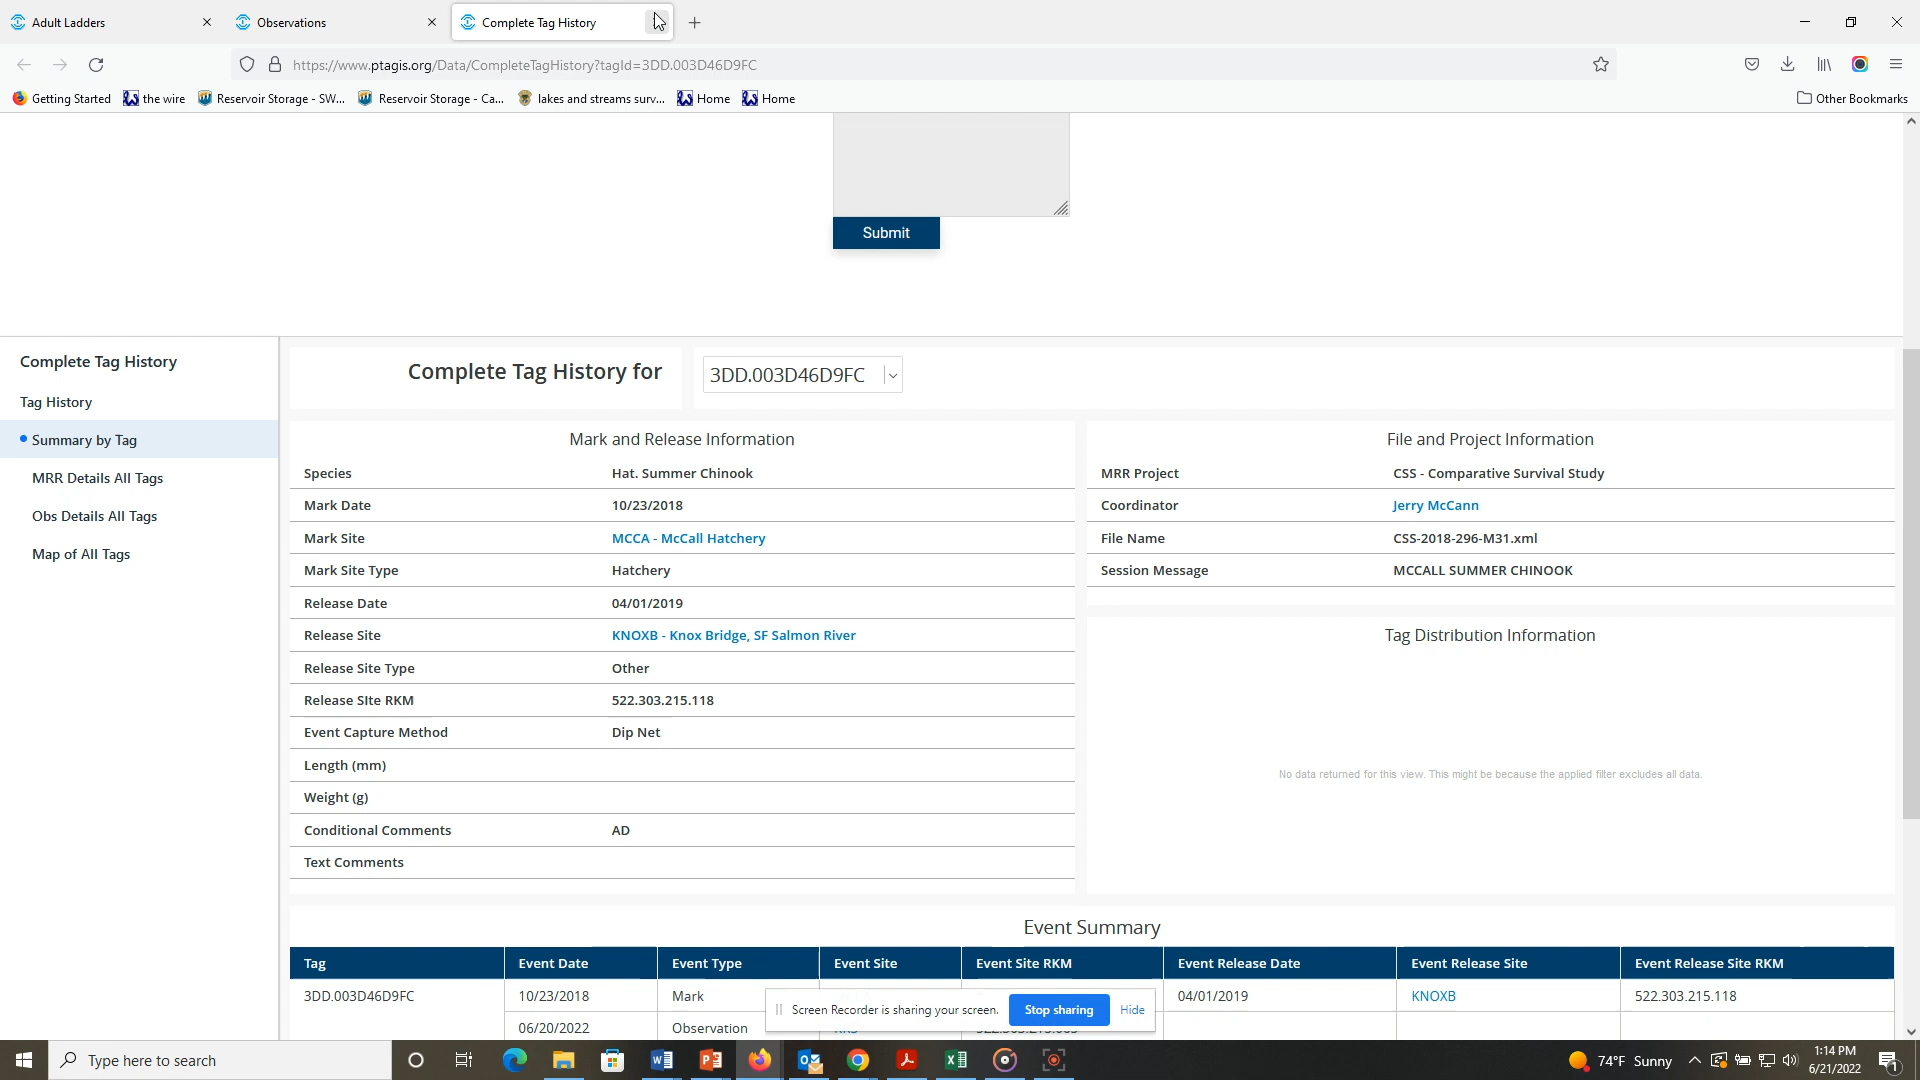 Adult Ladders
Observations
Complete Tag History
https://www.ptagis.org/Data/CompleteTagHistory?tagId=3DD.003D46D9FC
Getting Started
the wire
Reservoir Storage - SW...
Reservoir Storage - Ca...
lakes and streams surv...
Home
Home
Other Bookmarks
Submit
Complete Tag History
Tag History
Summary by Tag
MRR Details All Tags
Obs Details All Tags
Map of All Tags
Complete Tag History for 3DD.003D46D9FC
Mark and Release Information
Species Hat. Summer Chinook
Mark Date 10/23/2018
Mark Site MCCA - McCall Hatchery
Mark Site Type Hatchery
Release Date 04/01/2019
Release Site KNOXB - Knox Bridge, SF Salmon River
Release Site Type Other
Release SIte RKM 522.303.215.118
Event Capture Method Dip Net
Length (mm)
Weight (g)
Conditional Comments AD
Text Comments
File and Project Information
MRR Project CSS - Comparative Survival Study
Coordinator Jerry McCann
File Name CSS-2018-296-M31.xml
Session Message MCCALL SUMMER CHINOOK
Tag Distribution Information
No data returned for this view. This might be because the applied filter excludes all data.
Event Summary
Tag Event Date Event Type Event Site Event Site RKM Event Release Date Event Release Site Event Release Site RKM
3DD.003D46D9FC 10/23/2018 Mark 04/01/2019 KNOXB 522.303.215.118
06/20/2022 Observation
Screen Recorder is sharing your screen. Stop sharing Hide
Type here to search
74°F Sunny
1:14 PM
6/21/2022
1